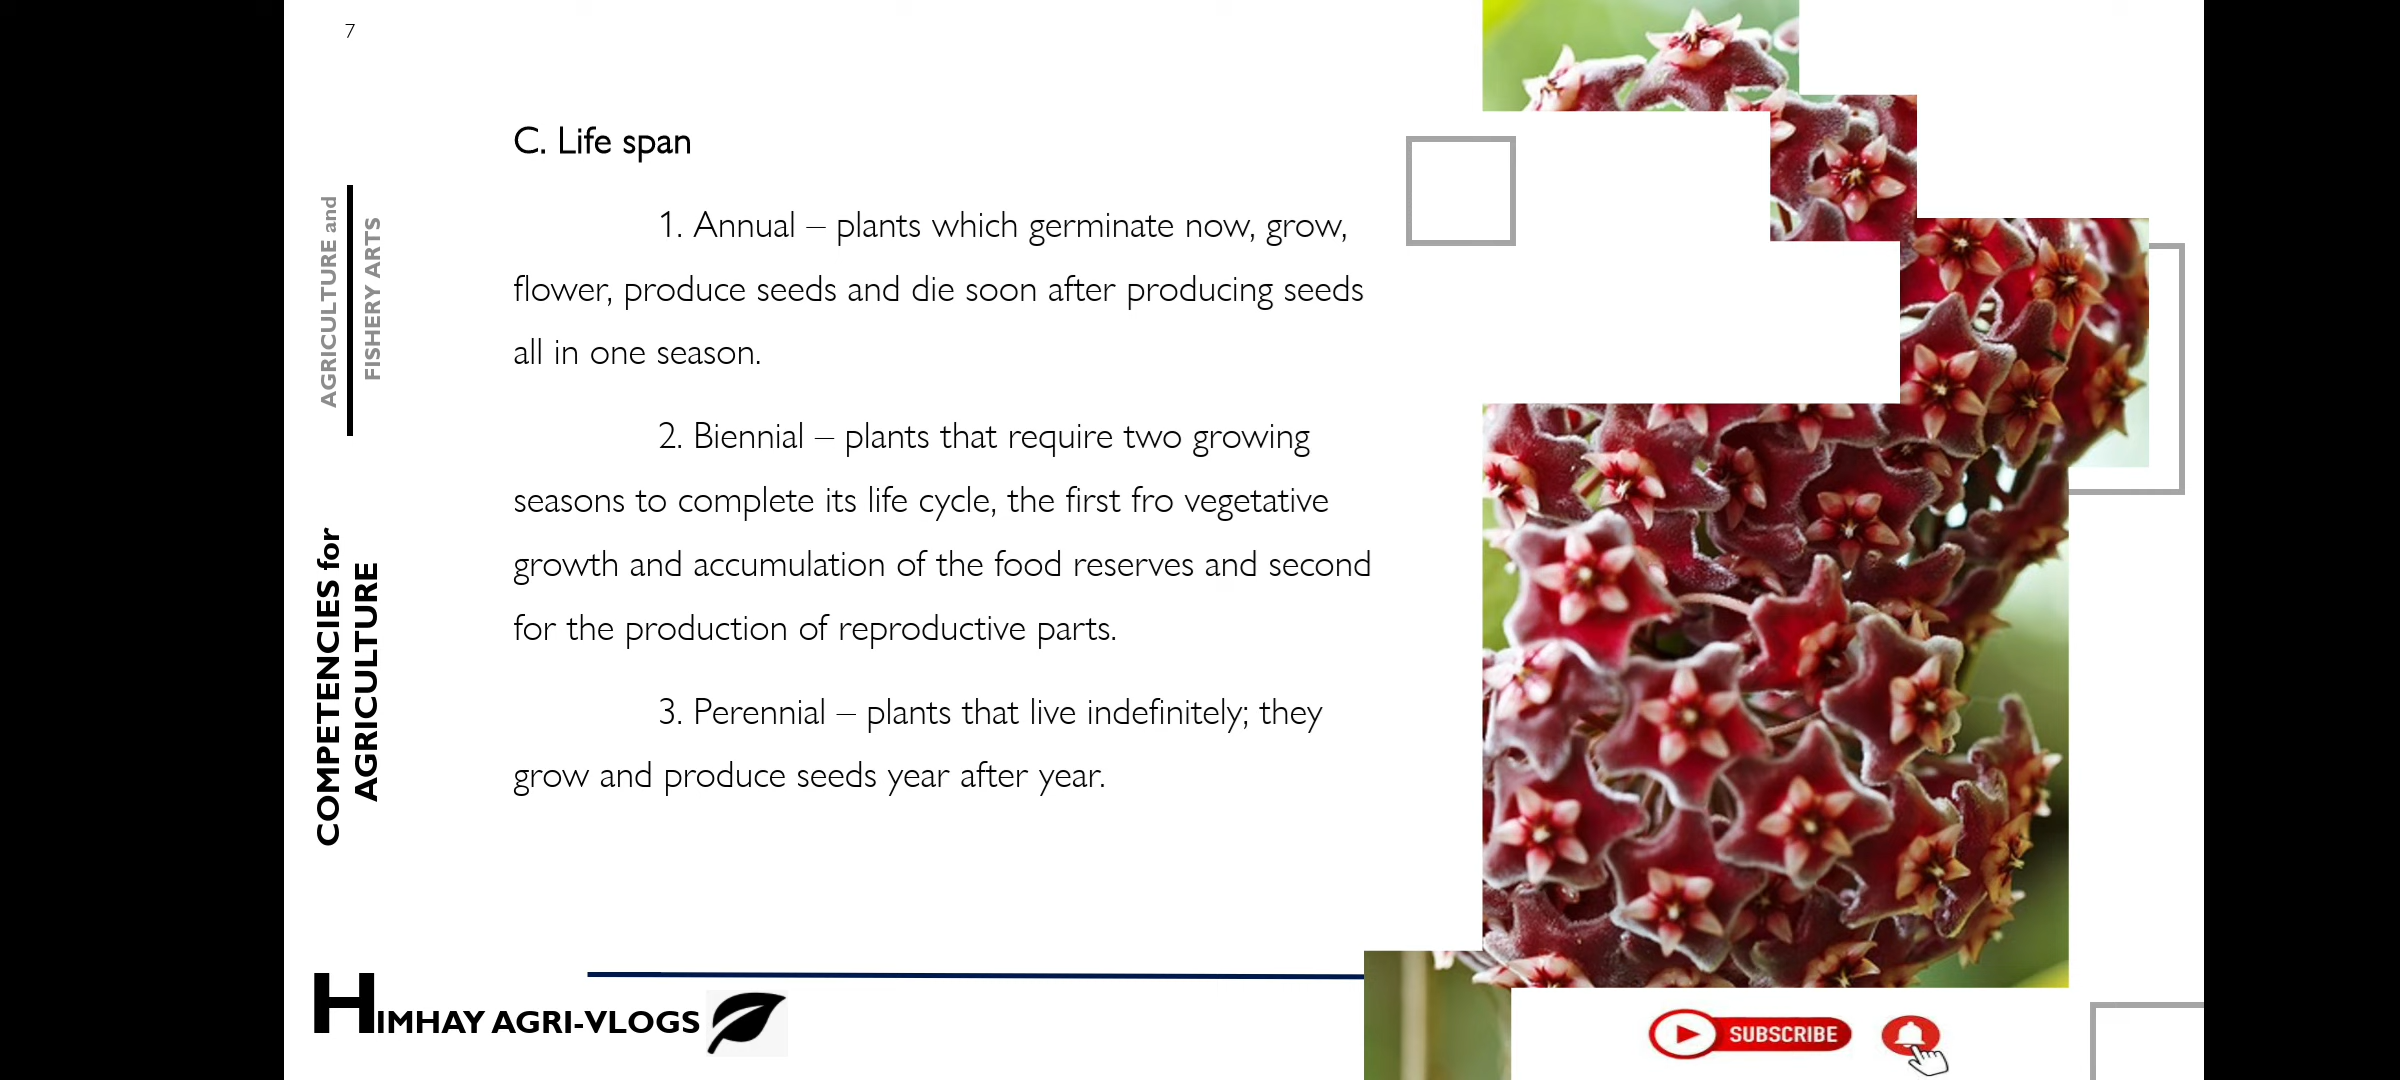 7
C. Life span
1. Annual – plants which germinate now, grow,
flower, produce seeds and die soon after producing seeds
all in one season.
2. Biennial – plants that require two growing
seasons to complete its life cycle, the first fro vegetative
growth and accumulation of the food reserves and second
for the production of reproductive parts.
3. Perennial – plants that live indefinitely; they
grow and produce seeds year after year.
AGRICULTURE and
FISHERY ARTS
COMPETENCIES for
AGRICULTURE
HIMHAY AGRI-VLOGS
SUBSCRIBE